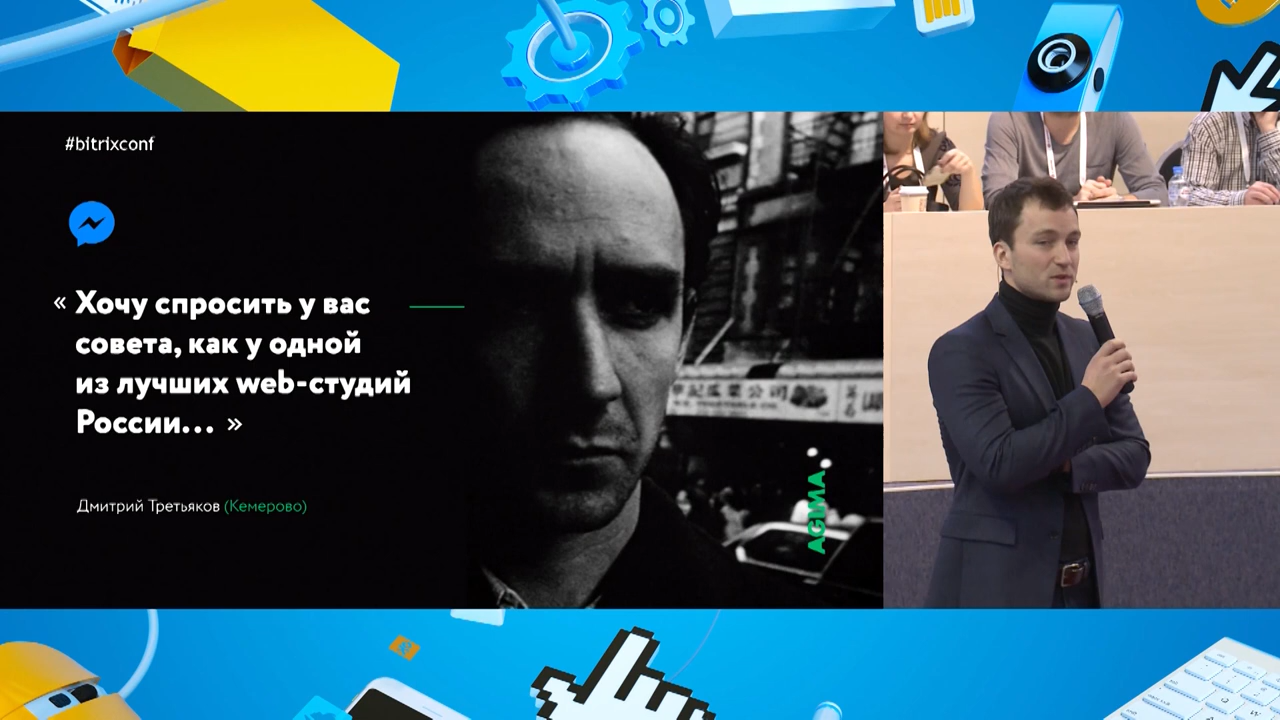 #bitrixconf
« Хочу спросить у вас
совета, как у одной
из лучших web-студий
России... »
Дмитрий Третьяков (Кемерово)
AGIMA